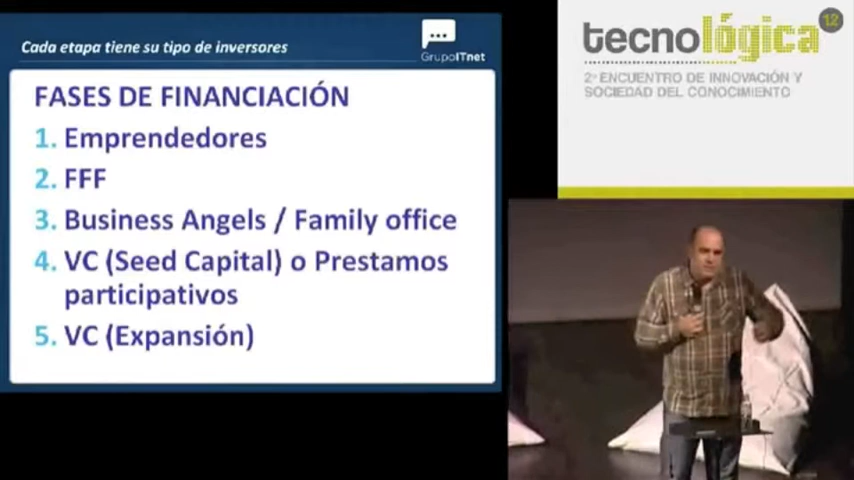 Cada etapa tiene su tipo de inversores
GrupoITnet
FASES DE FINANCIACIÓN
1. Emprendedores
2. FFF
3. Business Angels / Family office
4. VC (Seed Capital) o Prestamos
participativos
5. VC (Expansión)
tecnológica 12
2º ENCUENTRO DE INNOVACIÓN Y
SOCIEDAD DEL CONOCIMIENTO